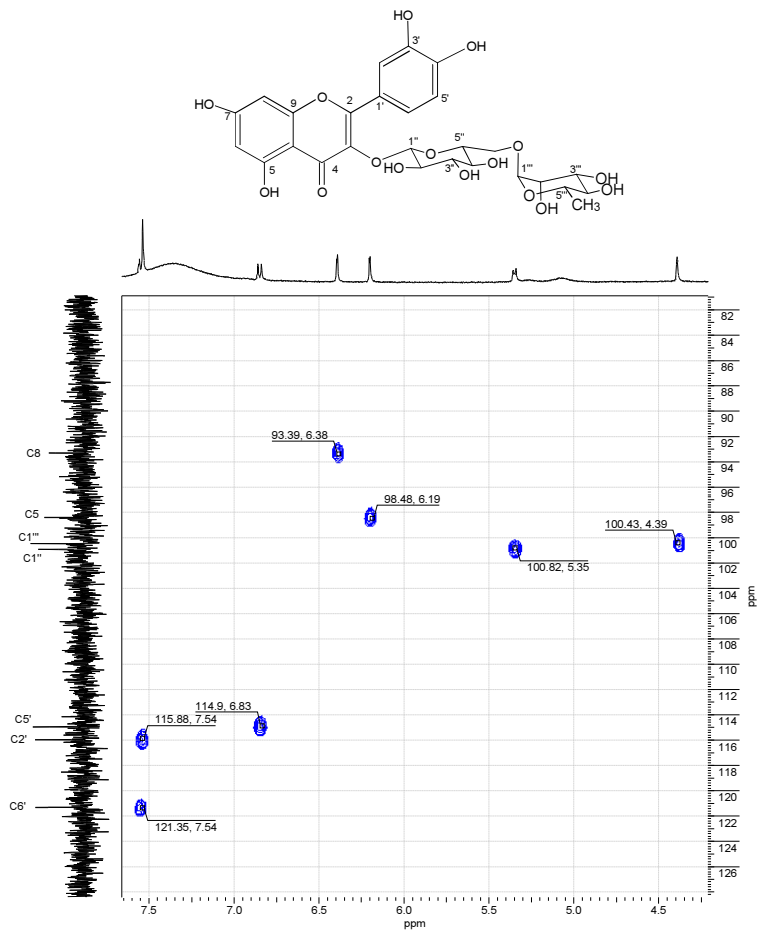 HO
3'
OH
5'
1'
HO
7
9
O
2
O
4
5
OH
O
1''
O
5''
O
HO
3''
OH
HO
OH
1'''
3'''
OH
OH
5'''
O
CH3
OH
82
84
86
88
90
92
94
96
98
100
102
104
106
108
110
112
114
116
118
120
122
124
126
ppm
C8
C5
C1'''
C1''
C5'
C2'
C6'
93.39, 6.38
98.48, 6.19
100.43, 4.39
100.82, 5.35
114.9, 6.83
115.88, 7.54
121.35, 7.54
7.5
7.0
6.5
6.0
5.5
5.0
4.5
ppm